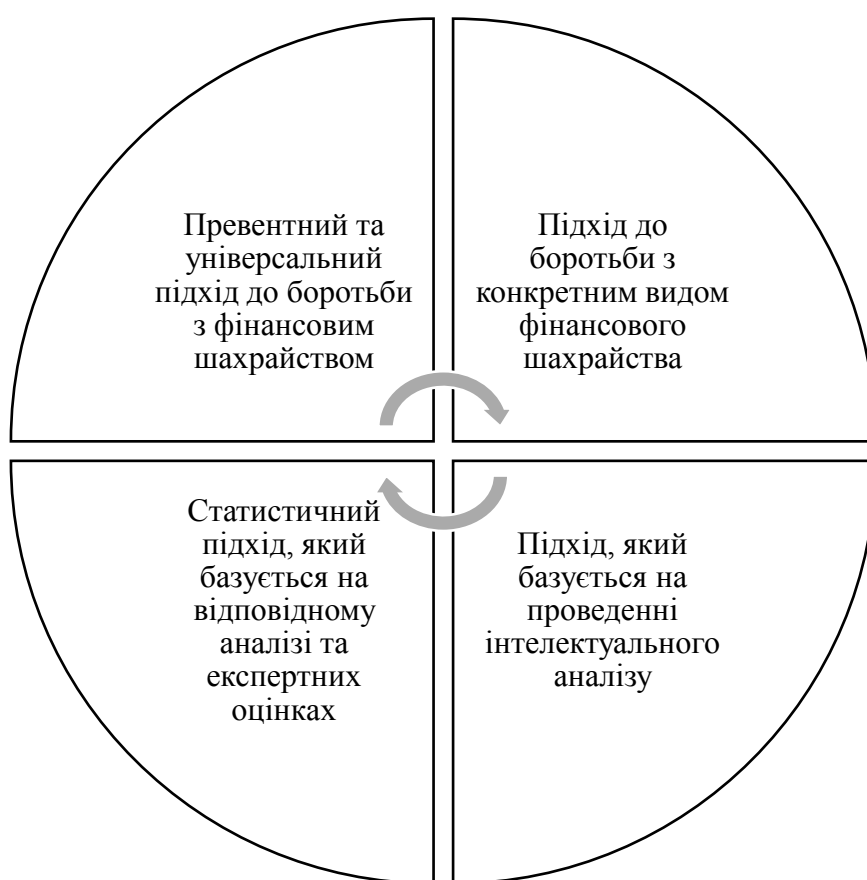 Превентний та
універсальний
підхід до боротьби
з фінансовим
шахрайством
Підхід до
боротьби з
конкретним видом
фінансового
шахрайства
Статистичний
підхід, який
базується на
відповідному
аналізі та
експертних
оцінках
Підхід, який
базується на
проведенні
інтелектуального
аналізу